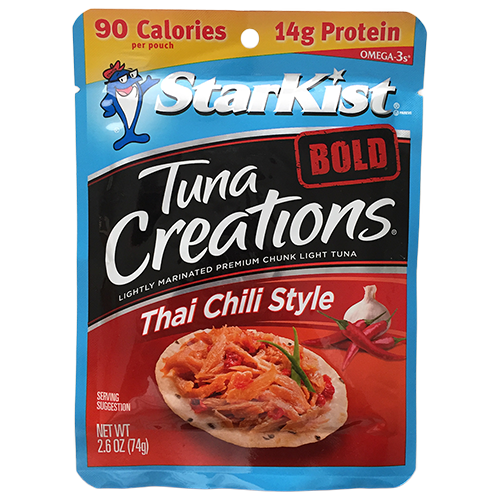 90 Calories
per pouch
14g Protein
OMEGA-3s*
StarKist®
BOLD
Tuna
Creations®
LIGHTLY MARINATED PREMIUM CHUNK LIGHT TUNA
Thai Chili Style
SERVING
SUGGESTION
NET WT
2.6 OZ (74g)